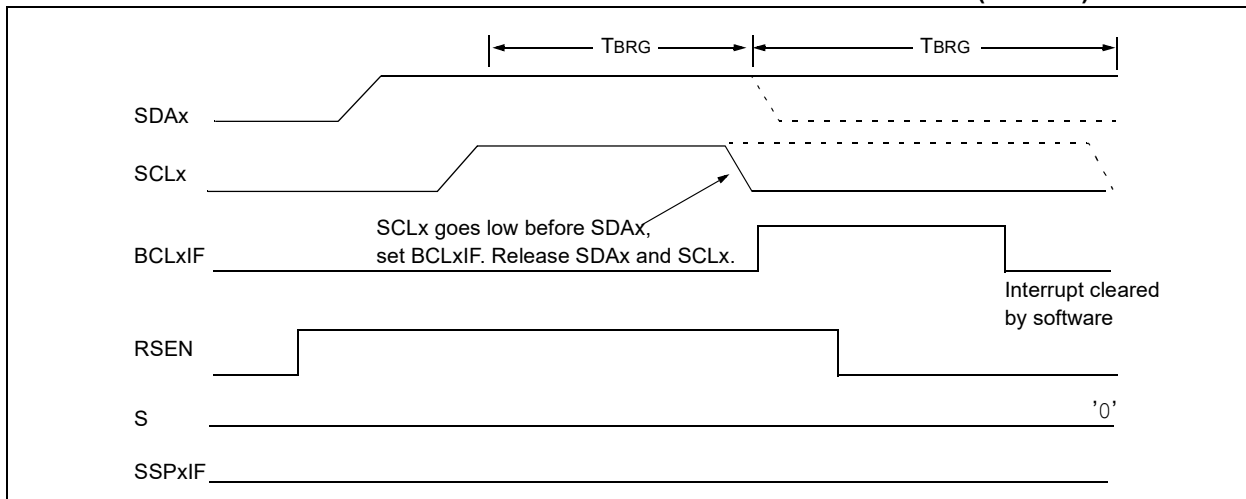 TBRG TBRG
SDAx
SCLx
SCLx goes low before SDAx,
set BCLxIF. Release SDAx and SCLx.
BCLxIF
Interrupt cleared
by software
RSEN
S
'0'
SSPxIF